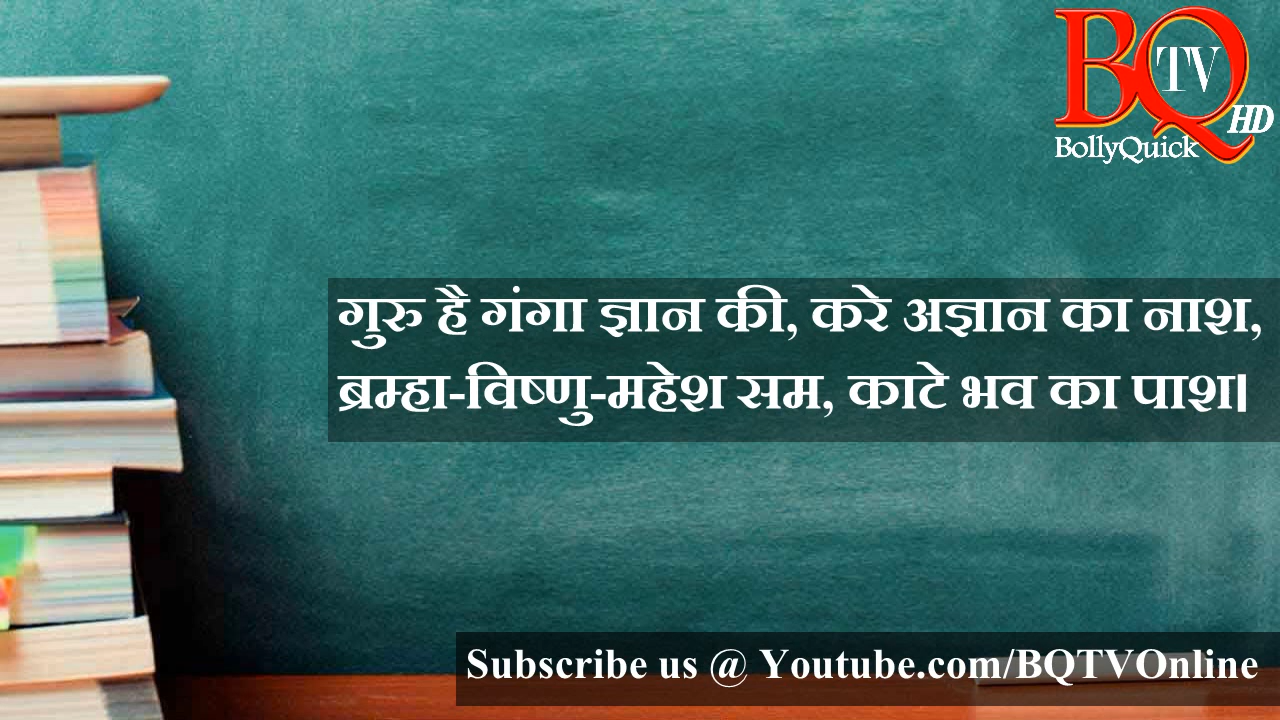 BQ TV HD
BollyQuick
गुरु है गंगा ज्ञान की, करे अज्ञान का नाश,
ब्रम्हा-विष्णु-महेश सम, काटे भव का पाश।
Subscribe us @ Youtube.com/BQTVOnline